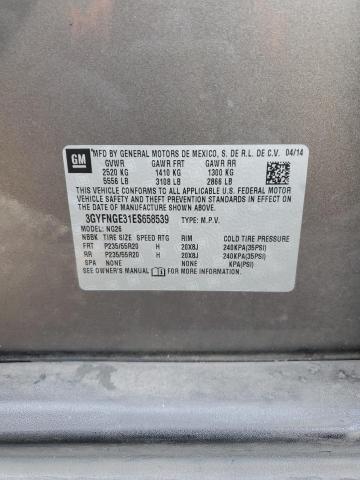 GM
MFD BY GENERAL MOTORS DE MEXICO, S. DE R.L. DE C.V. 04/14
GVWR GAWR FRT GAWR RR
2520 KG 1410 KG 1300 KG
5556 LB 3108 LB 2866 LB
THIS VEHICLE CONFORMS TO ALL APPLICABLE U.S. FEDERAL MOTOR
VEHICLE SAFETY AND THEFT PREVENTION STANDARDS IN EFFECT ON
THE DATE OF MANUFACTURE SHOWN ABOVE.
3GYFNGE31ES658539 TYPE: M.P.V.
MODEL: NG26
TIRE SIZE SPEED RTG RIM COLD TIRE PRESSURE
FRT P235/55R20 H 20X8J 240KPA(35PSI)
RR P235/55R20 H 20X8J 240KPA(35PSI)
SPA NONE NONE KPA(PSI)
SEE OWNER'S MANUAL FOR MORE INFORMATION.